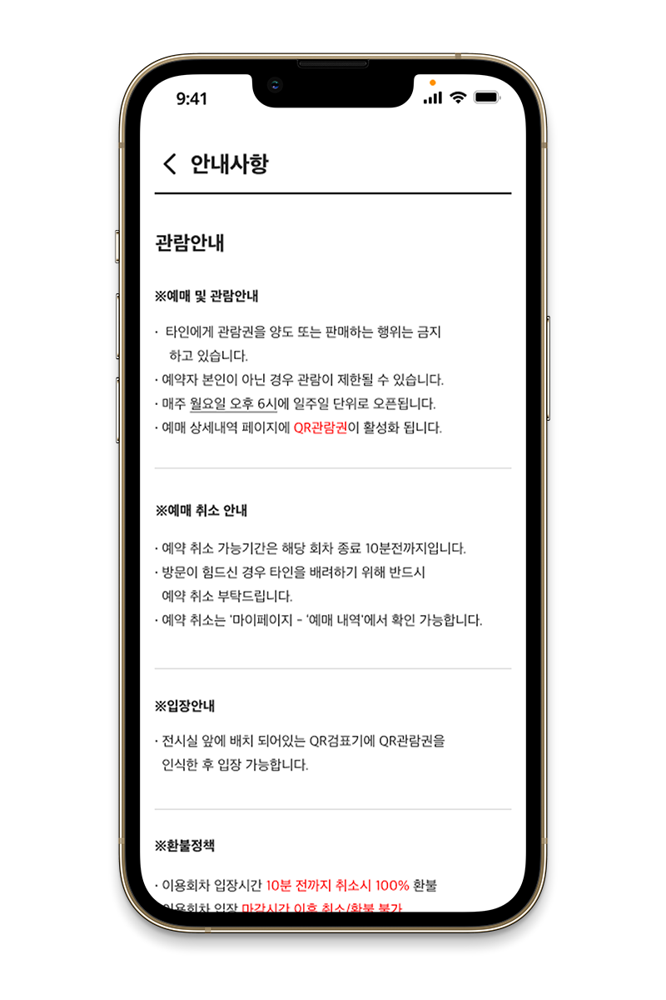 9:41
안내사항
관람안내
※예매 및 관람안내
· 타인에게 관람권을 양도 또는 판매하는 행위는 금지
하고 있습니다.
· 예약자 본인이 아닌 경우 관람이 제한될 수 있습니다.
· 매주 월요일 오후 6시에 일주일 단위로 오픈됩니다.
· 예매 상세내역 페이지에 QR관람권이 활성화 됩니다.
※예매 취소 안내
· 예약 취소 가능기간은 해당 회차 종료 10분전까지입니다.
· 방문이 힘드신 경우 타인을 배려하기 위해 반드시
예약 취소 부탁드립니다.
· 예약 취소는 '마이페이지 - '예매 내역'에서 확인 가능합니다.
※입장안내
· 전시실 앞에 배치 되어있는 QR검표기에 QR관람권을
인식한 후 입장 가능합니다.
※환불정책
· 이용회차 입장시간 10분 전까지 취소시 100% 환불
이용회차 입장 마감시간 이후 취소/환불 불가